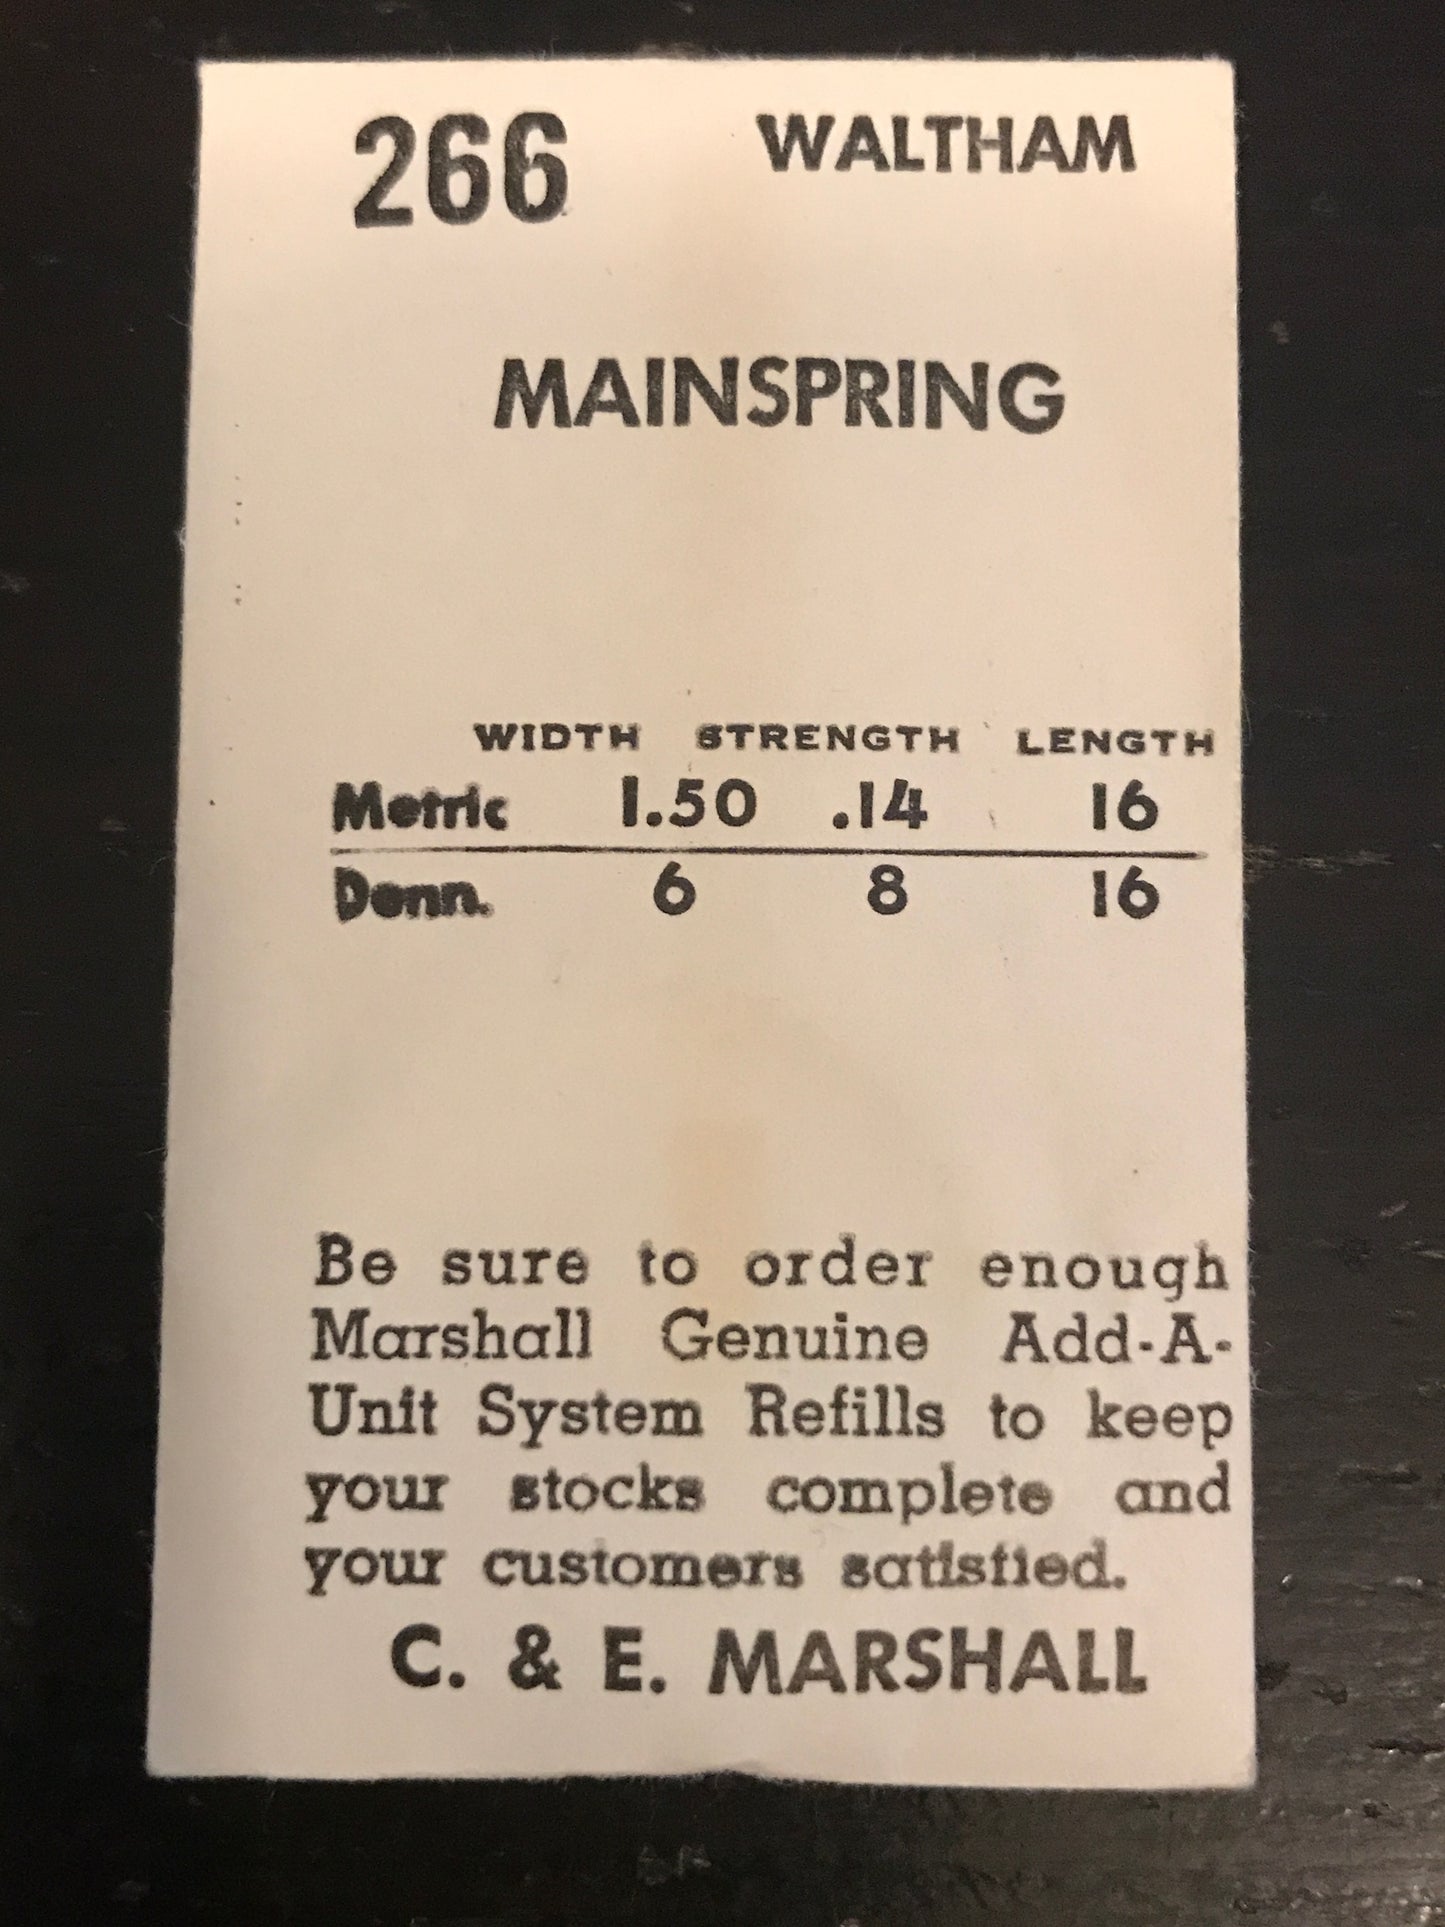 266 WALTHAM
MAINSPRING
WIDTH STRENGTH LENGTH
Metric 1.50 .14 16
Denn. 6 8 16
Be sure to order enough
Marshall Genuine Add-A-
Unit System Refills to keep
your stocks complete and
your customers satisfied.
C. & E. MARSHALL